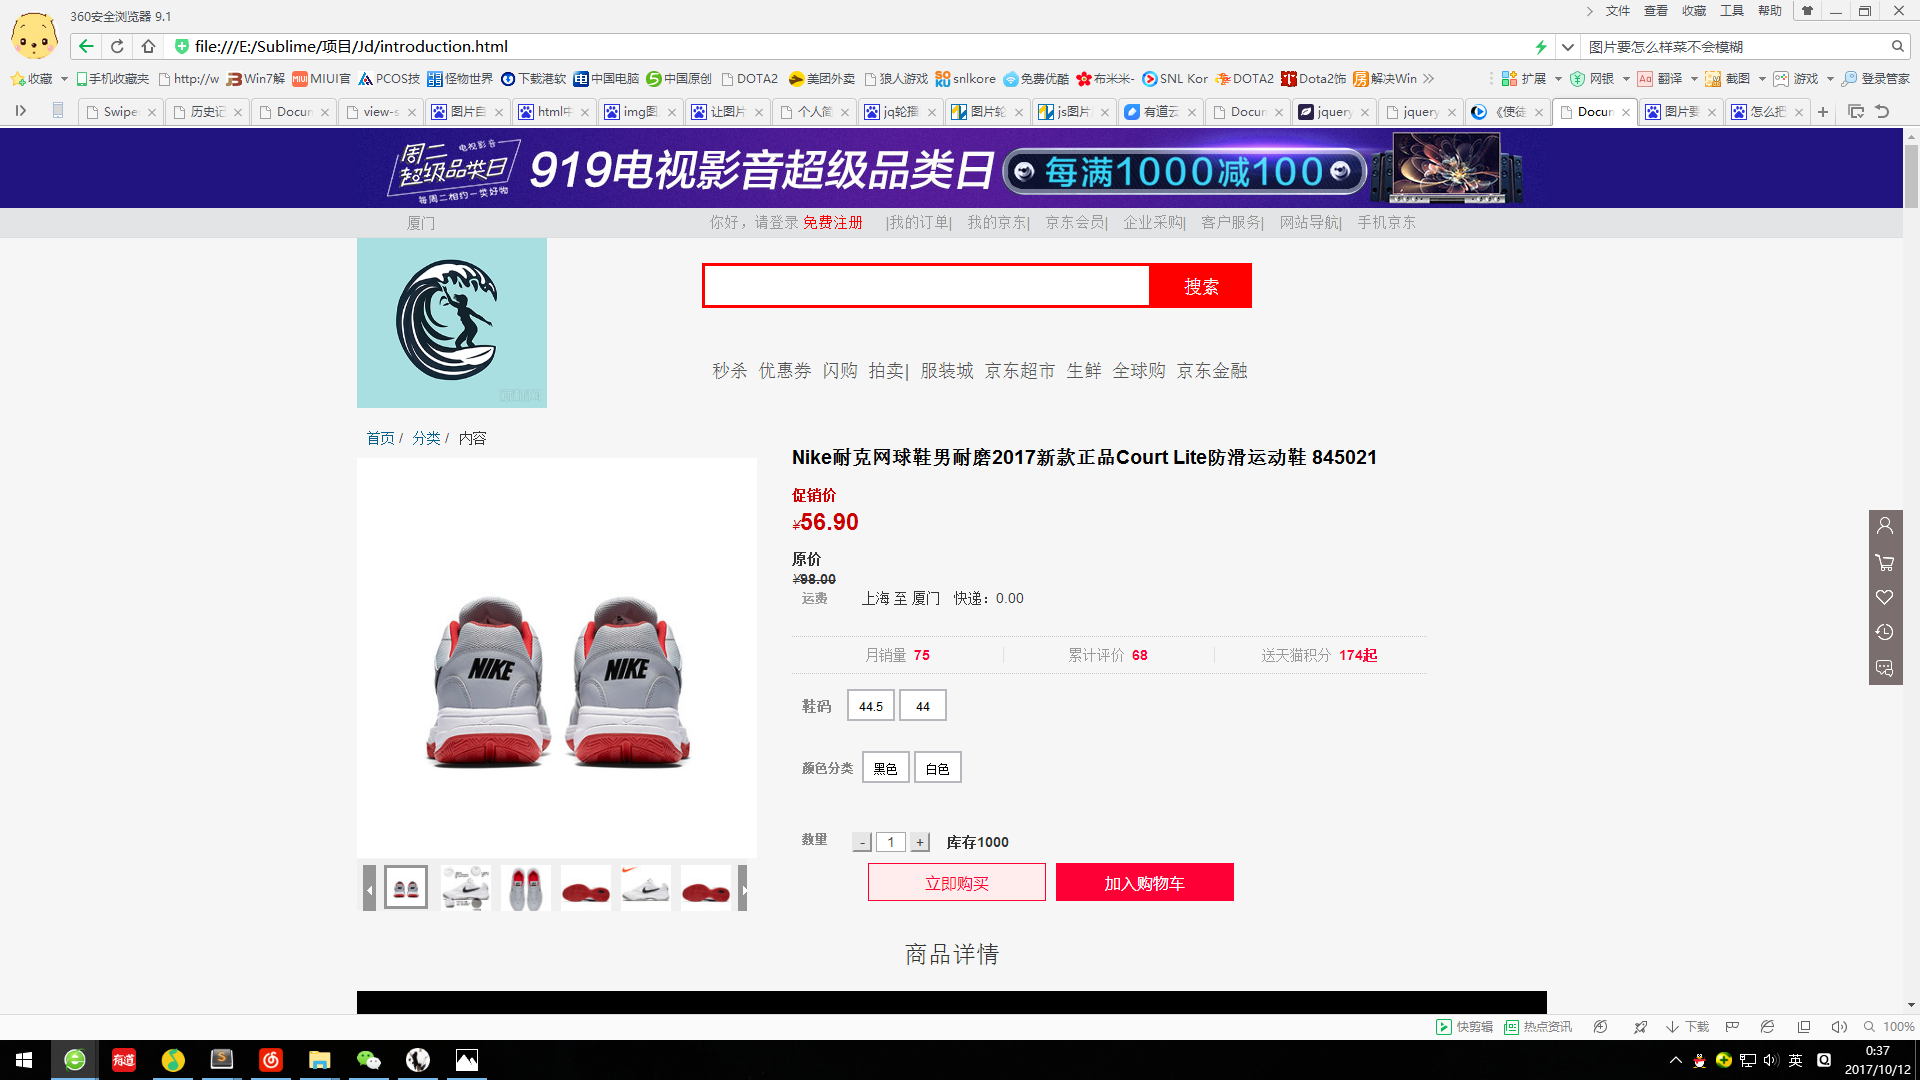 360安全浏览器 9.1
文件 查看 收藏 工具 帮助
file:///E:/Sublime/项目/Jd/introduction.html
图片要怎么样菜不会模糊
收藏 手机收藏夹 http://w Win7解 MIUI官 PCOS技 怪物世界 下载港软 中国电脑 中国原创 DOTA2 美团外卖 狼人游戏 snlkore 免费优酷 布米米- SNL Kor DOTA2 Dota2饰 解决Win
扩展 网银 翻译 截图 游戏 登录管家
Swipe 历史记 Docun view-s 图片自 html中 img图 让图片 个人简 jq轮播 图片轮 js图片 有道云 Docun jquery jquery 《使徒 Docun 图片要 怎么把
周二 电视影音
超级品类日
每周二相约一类好物
919电视影音超级品类日
每满1000减100
厦门
你好，请登录 免费注册 |我的订单| 我的京东| 京东会员| 企业采购| 客户服务| 网站导航| 手机京东
搜索
秒杀 优惠券 闪购 拍卖| 服装城 京东超市 生鲜 全球购 京东金融
首页 / 分类 / 内容
Nike耐克网球鞋男耐磨2017新款正品Court Lite防滑运动鞋 845021
促销价
¥56.90
原价
¥98.00
运费 上海 至 厦门 快递：0.00
月销量 75 累计评价 68 送天猫积分 174起
鞋码 44.5 44
颜色分类 黑色 白色
数量 - 1 + 库存1000
立即购买 加入购物车
NIKE NIKE
商品详情
快剪辑 热点资讯 下载 100%
有道
英
0:37
2017/10/12